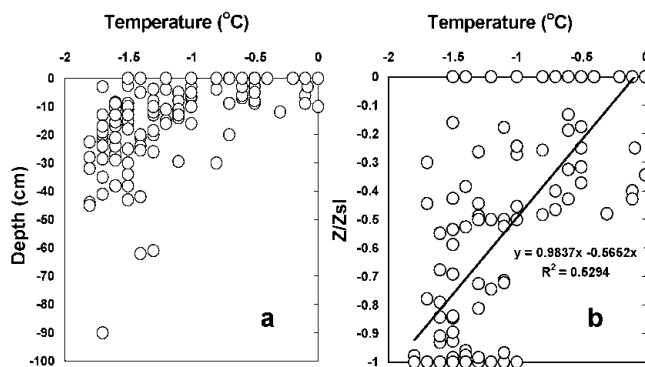 Temperature (°C)
-2 -1.5 -1 -0.5 0
0
-10
-20
-30
-40
-50
-60
-70
-80
-90
-100
Depth (cm)
a
Temperature (°C)
-2 -1.5 -1 -0.5 0
0
-0.1
-0.2
-0.3
-0.4
-0.5
-0.6
-0.7
-0.8
-0.9
-1
Z/Zsl
y = 0.9837x -0.5652x
R² = 0.5294
b